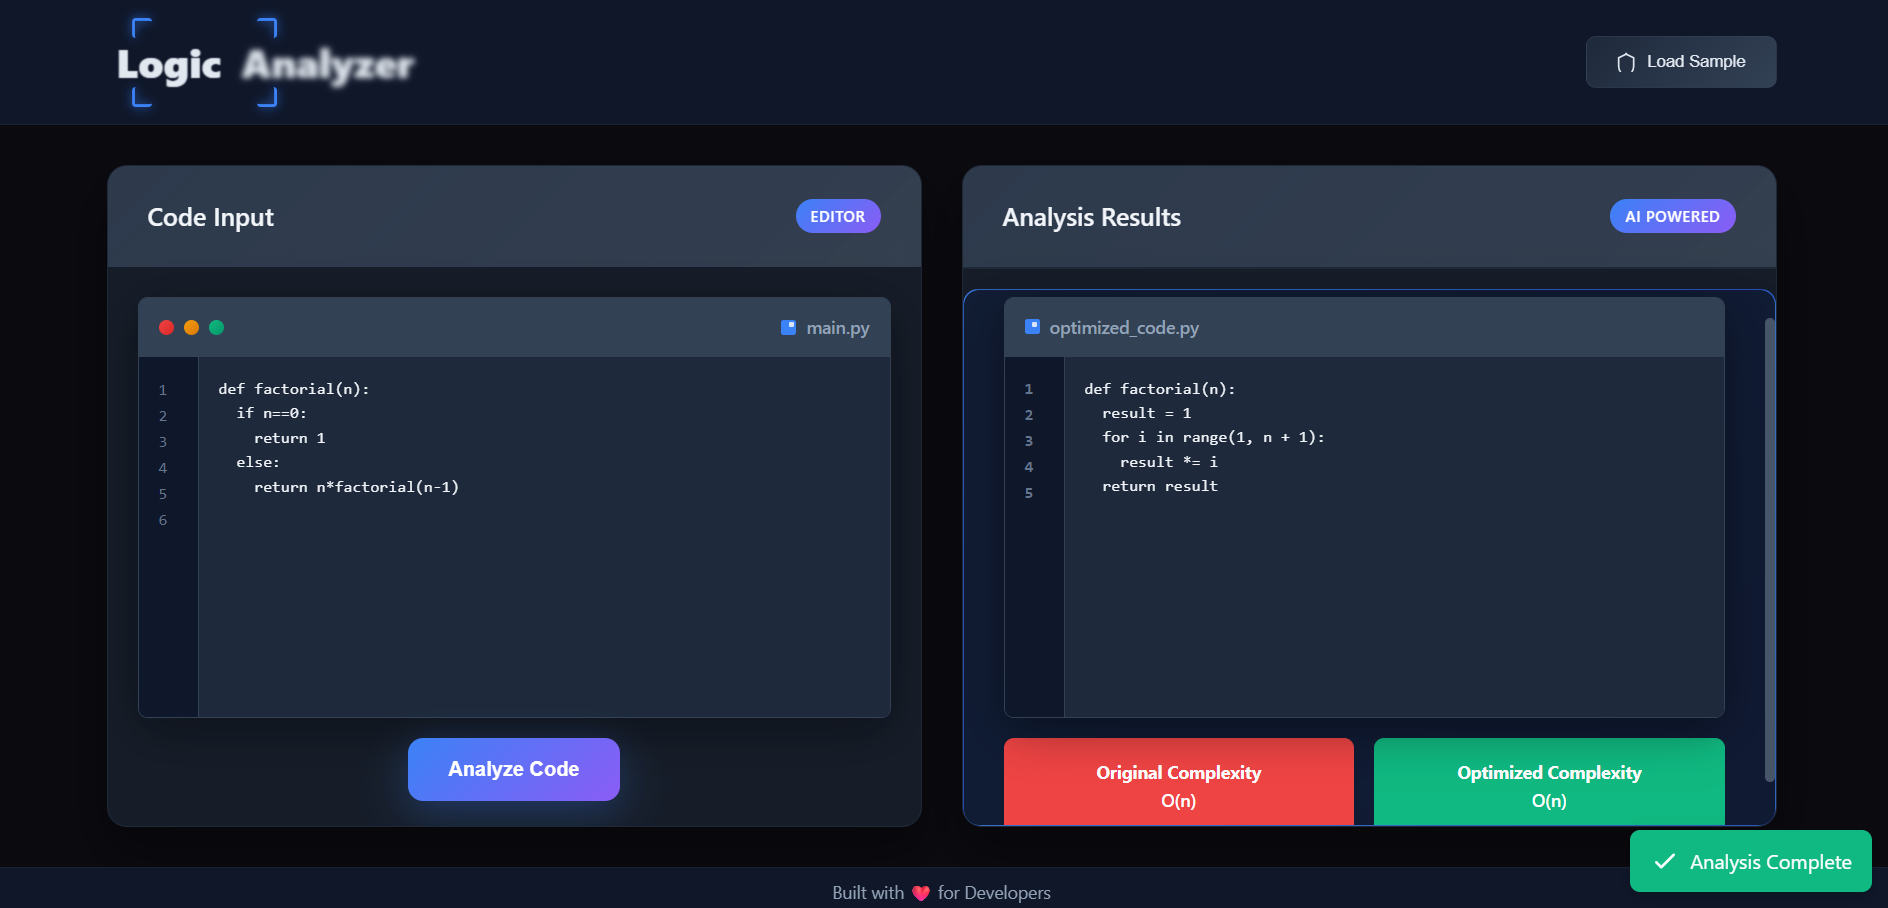 Logic Analyzer
Load Sample
Code Input
EDITOR
main.py
1
2
3
4
5
6
def factorial(n):
  if n==0:
    return 1
  else:
    return n*factorial(n-1)
Analyze Code
Analysis Results
AI POWERED
optimized_code.py
1
2
3
4
5
def factorial(n):
  result = 1
  for i in range(1, n + 1):
    result *= i
  return result
Original Complexity
O(n)
Optimized Complexity
O(n)
Analysis Complete
Built with ❤️ for Developers